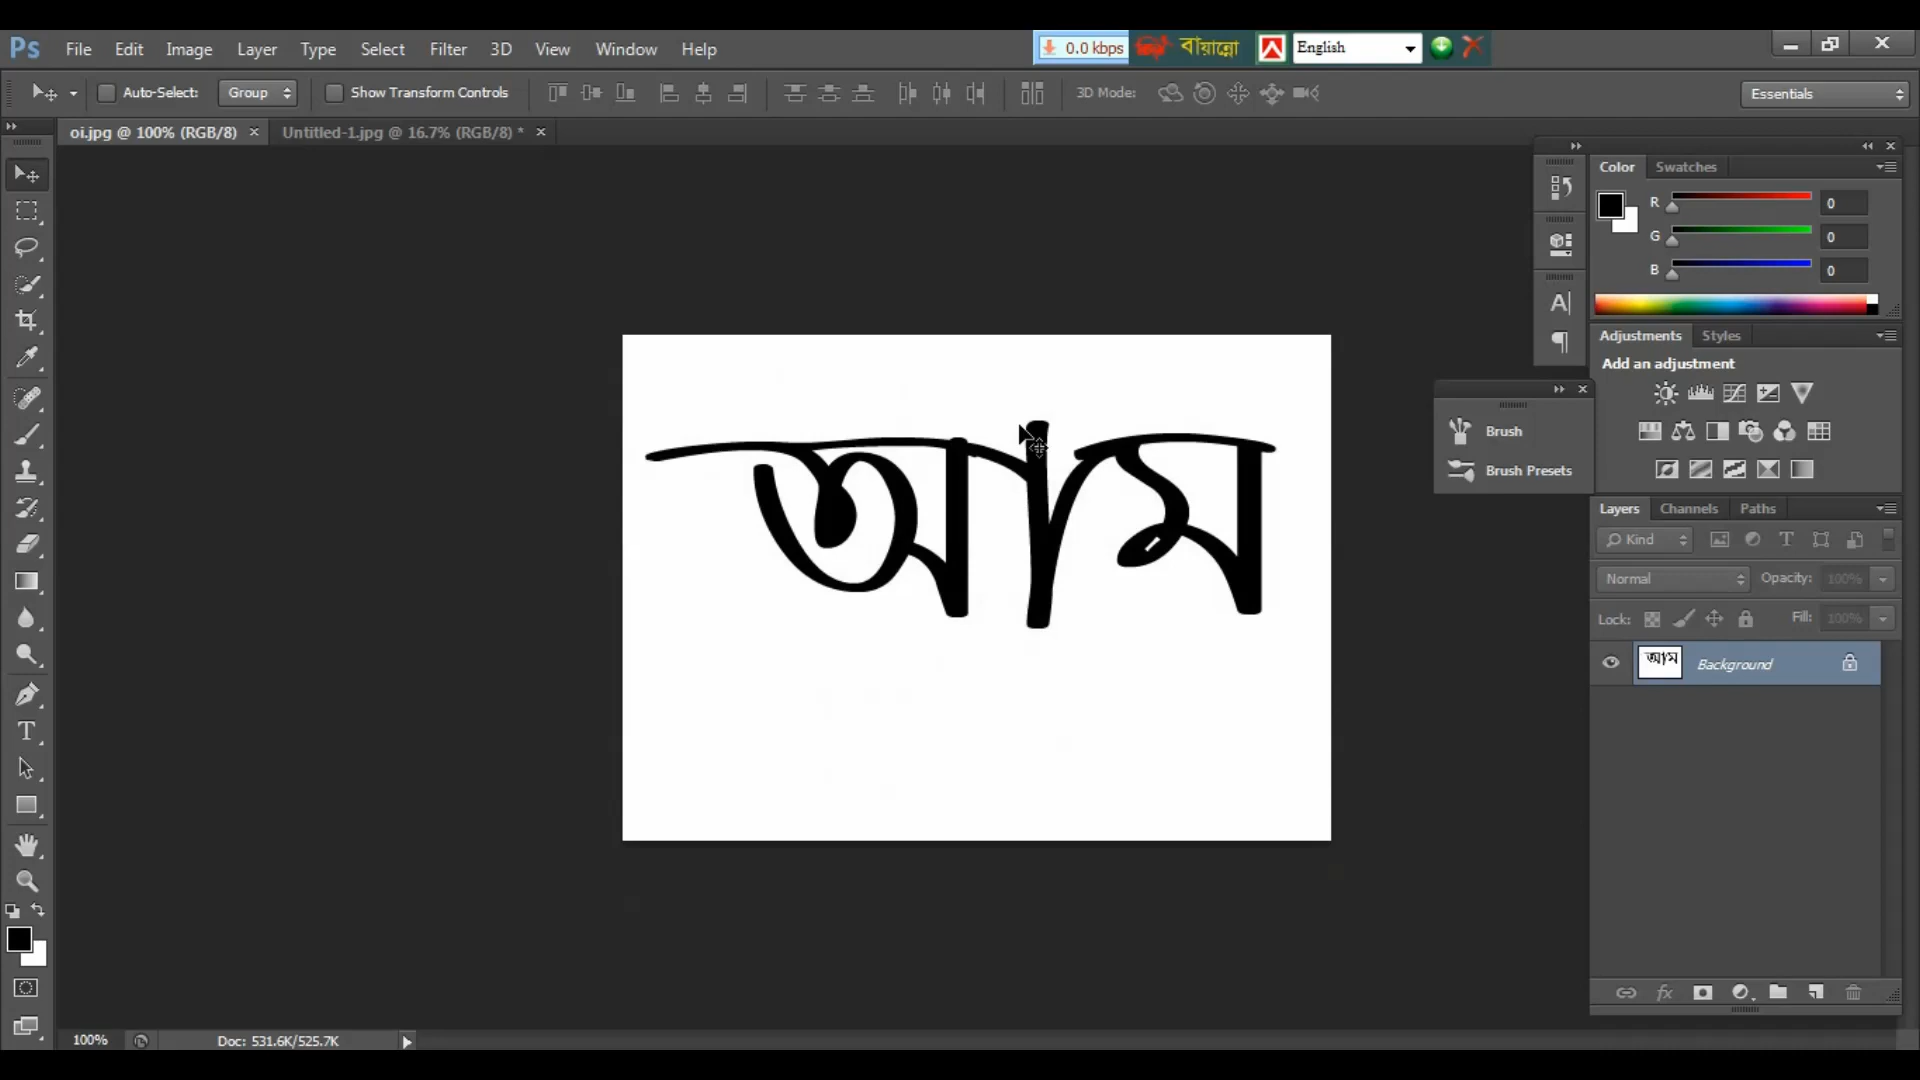 Ps File Edit Image Layer Type Select Filter 3D View Window Help
0.0 kbps বায়ান্নো English
Auto-Select: Group Show Transform Controls 3D Mode: Essentials
oi.jpg @ 100% (RGB/8) × Untitled-1.jpg @ 16.7% (RGB/8) * ×
Color Swatches
R 0
G 0
B 0
Adjustments Styles
Add an adjustment
Brush
Brush Presets
আম
Layers Channels Paths
Kind
Normal Opacity: 100%
Lock: Fill: 100%
আম Background
100% Doc: 531.6K/525.7K